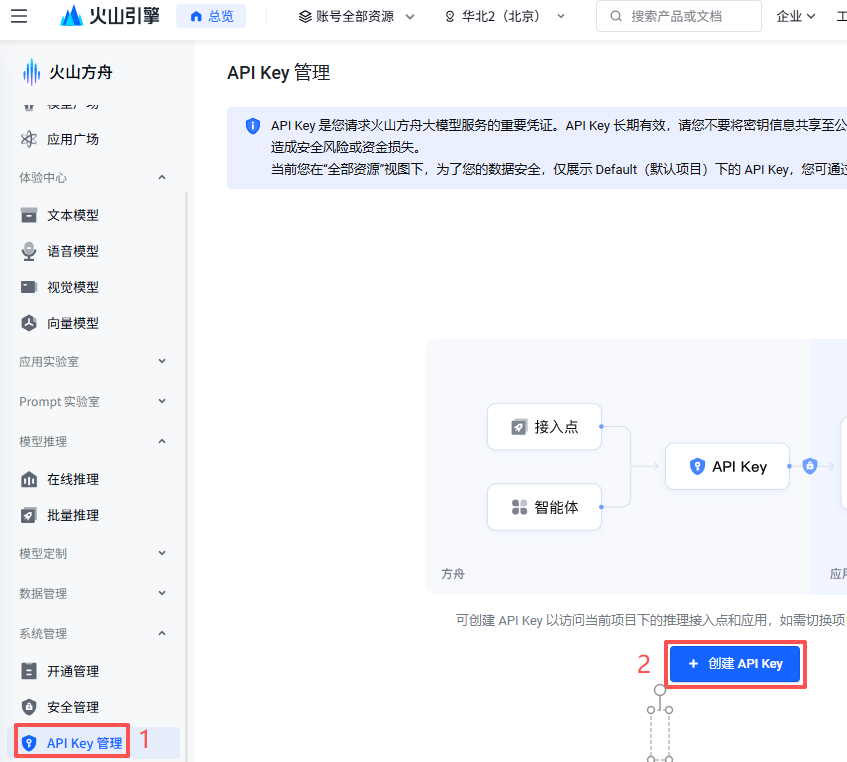 火山引擎
总览
账号全部资源
华北2（北京）
搜索产品或文档
企业
火山方舟
API Key 管理
API Key 是您请求火山方舟大模型服务的重要凭证。API Key 长期有效，请您不要将密钥信息共享至公
造成安全风险或资金损失。
当前您在“全部资源”视图下，为了您的数据安全，仅展示 Default（默认项目）下的 API Key，您可通过
应用广场
体验中心
文本模型
语音模型
视觉模型
向量模型
应用实验室
Prompt 实验室
模型推理
在线推理
批量推理
模型定制
数据管理
系统管理
开通管理
安全管理
API Key 管理
1
接入点
智能体
API Key
方舟
应用
可创建 API Key 以访问当前项目下的推理接入点和应用，如需切换项
2
+ 创建 API Key